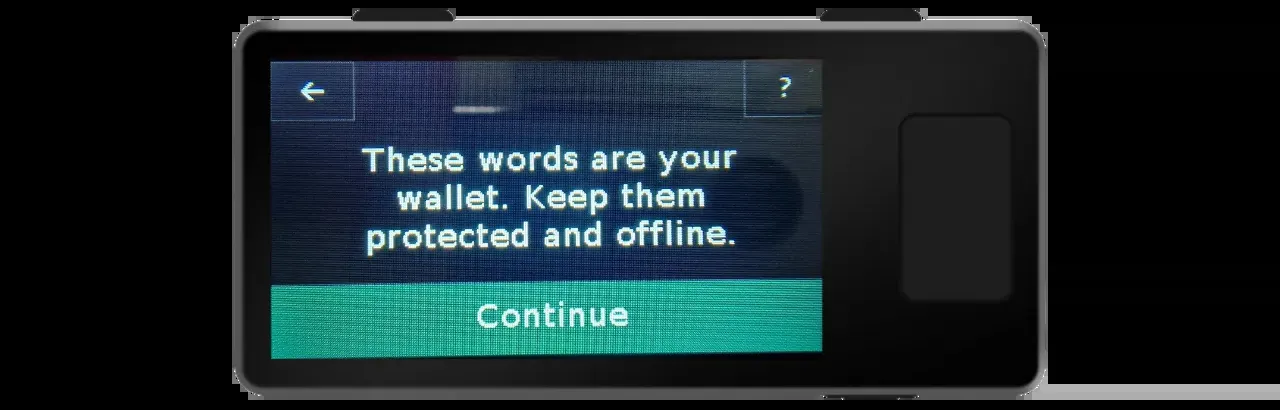 ← ?
These words are your
wallet. Keep them
protected and offline.
Continue